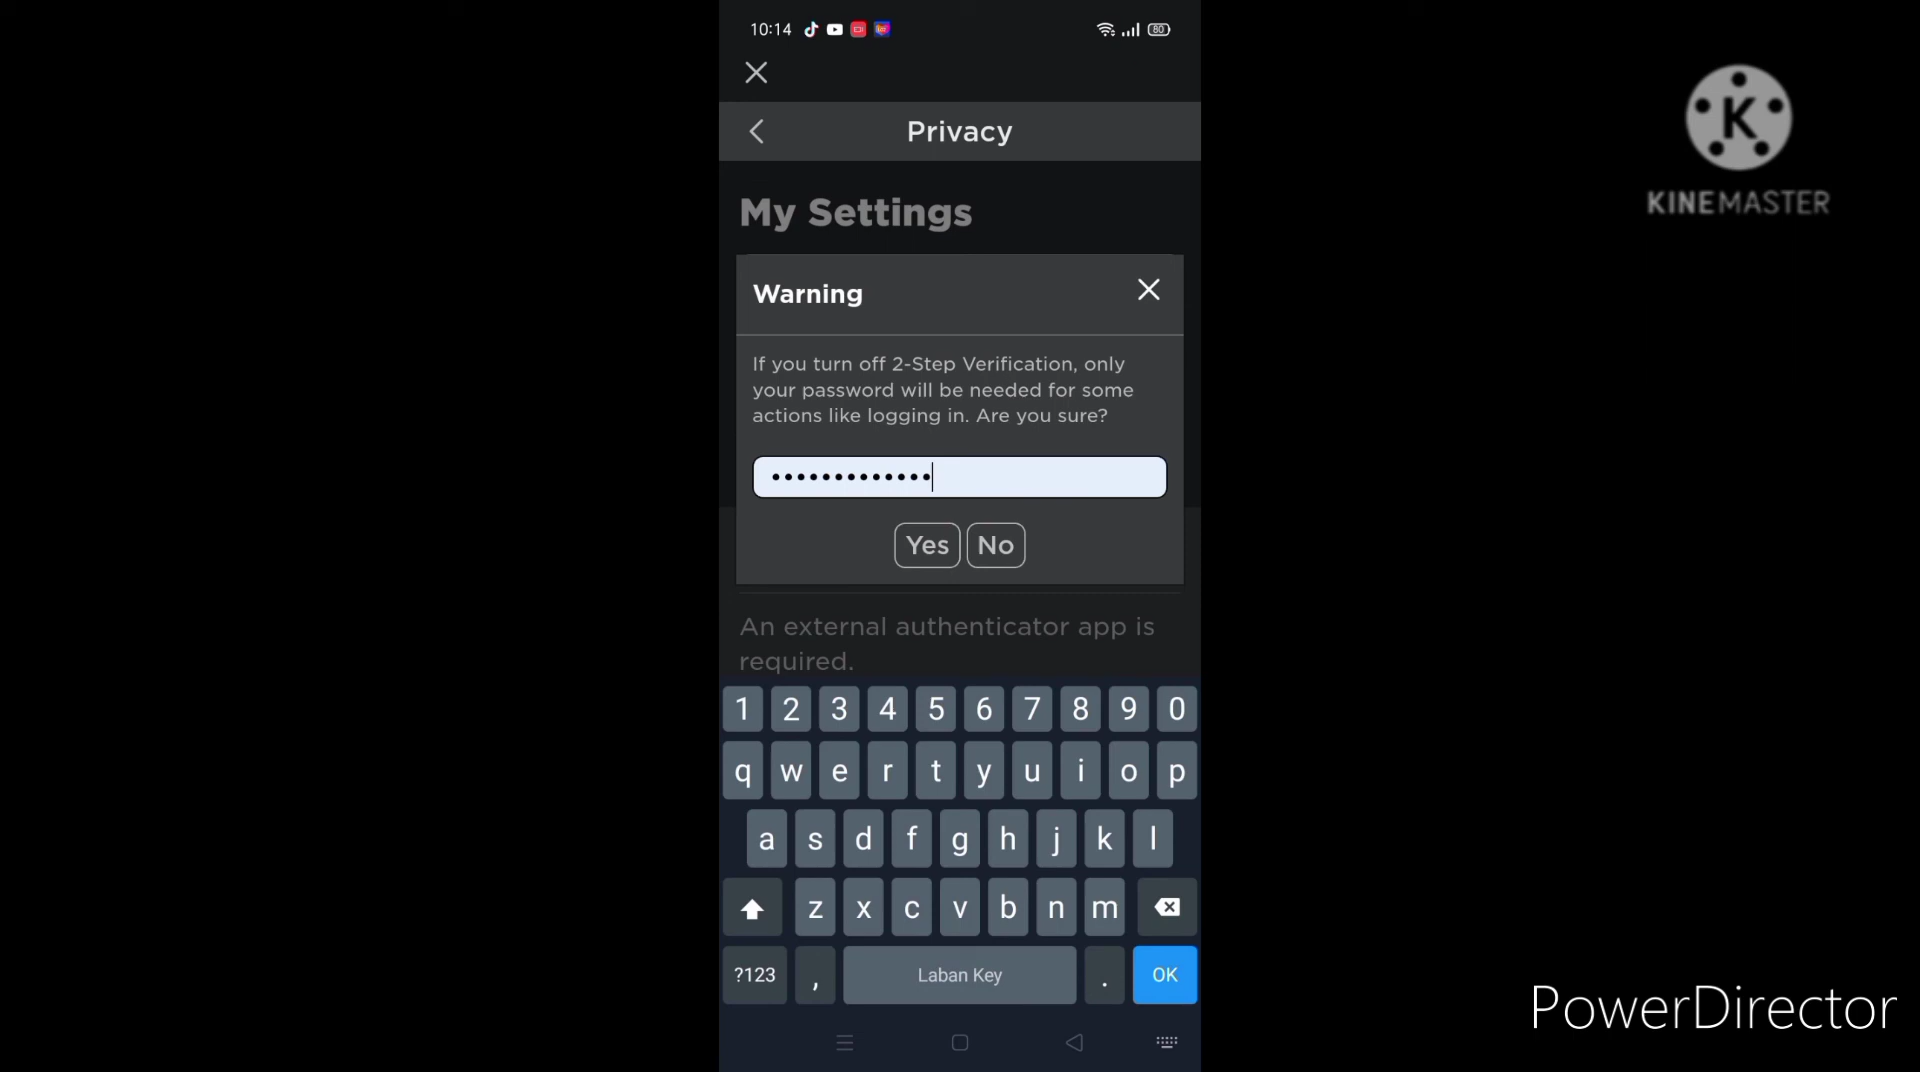 10:14
80
Privacy
My Settings
Warning
If you turn off 2-Step Verification, only
your password will be needed for some
actions like logging in. Are you sure?
Yes No
An external authenticator app is
required.
1 2 3 4 5 6 7 8 9 0
q w e r t y u i o p
a s d f g h j k l
z x c v b n m
?123 , Laban Key . OK
K
KINEMASTER
PowerDirector